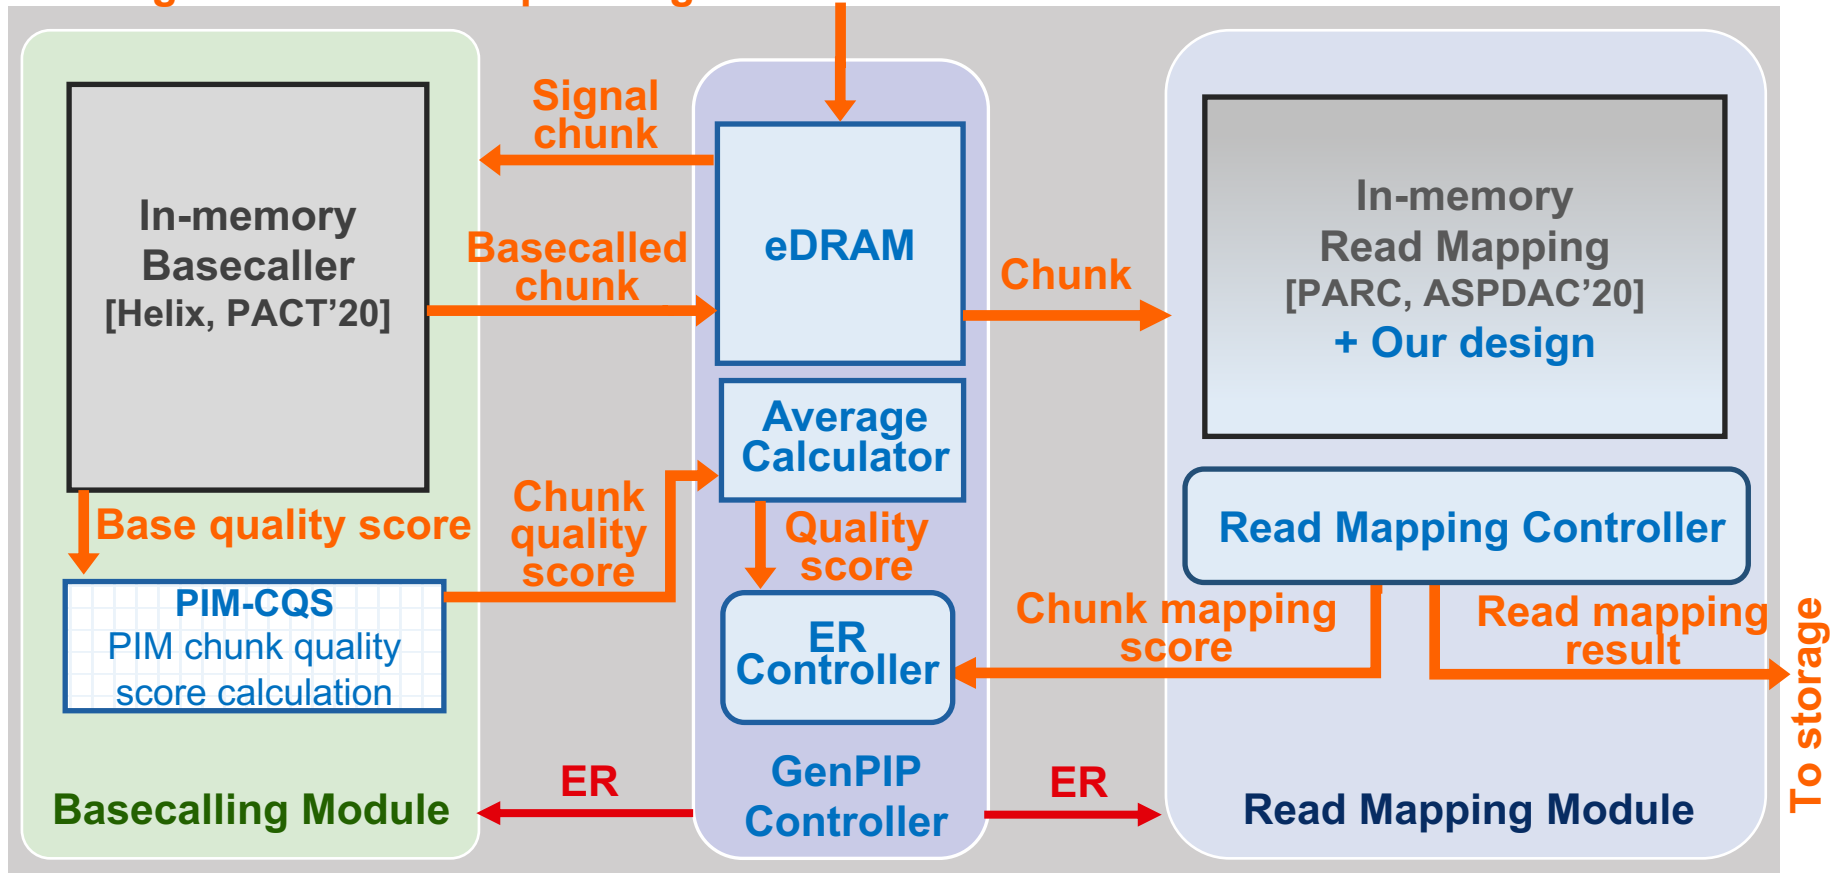 Signal
chunk
In-memory
Basecaller
[Helix, PACT’20]
Basecalled
chunk
eDRAM
Chunk
In-memory
Read Mapping
[PARC, ASPDAC’20]
+ Our design
Average
Calculator
Base quality score
Chunk
quality
score
Quality
score
Read Mapping Controller
PIM-CQS
PIM chunk quality
score calculation
ER
Controller
Chunk mapping
score
Read mapping
result
To storage
ER
GenPIP
Controller
ER
Basecalling Module
Read Mapping Module